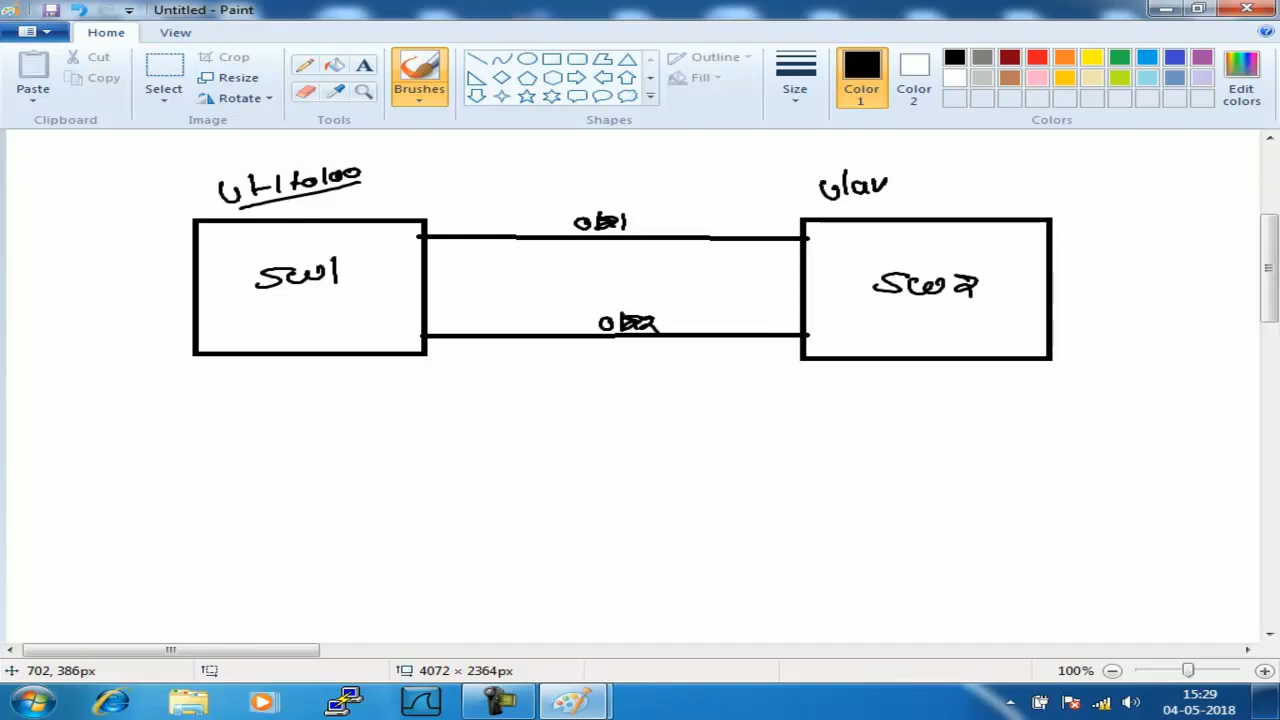 Untitled - Paint
Home View
Cut
Copy
Paste
Clipboard
Crop
Resize
Rotate
Select
Image
Tools
Brushes
Shapes
Outline
Fill
Size
Color 1
Color 2
Edit colors
Colors
vlan
SW1
SW2
702, 386px
4072 × 2364px
100%
15:29
04-05-2018